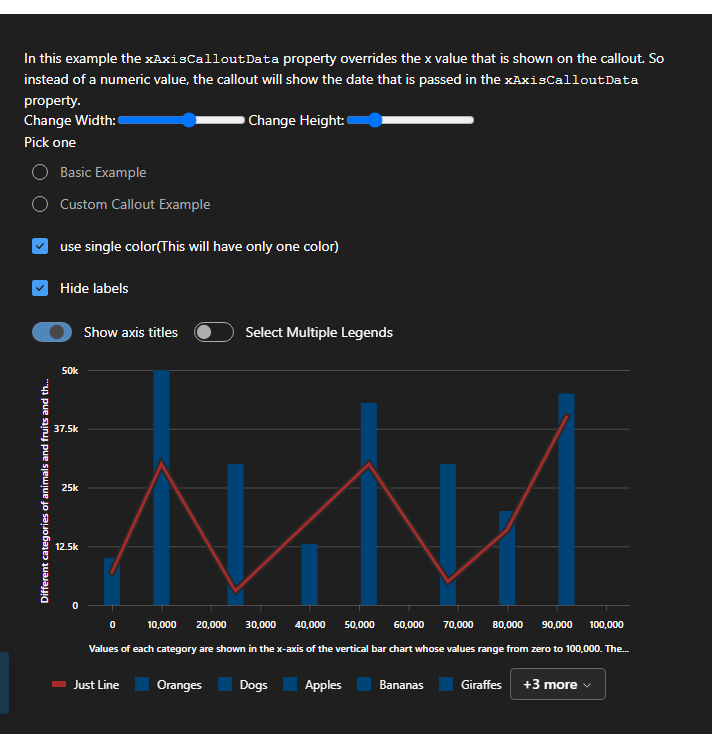 In this example the xAxisCalloutData property overrides the x value that is shown on the callout. So
instead of a numeric value, the callout will show the date that is passed in the xAxisCalloutData
property.
Change Width: Change Height:
Pick one
Basic Example
Custom Callout Example
use single color(This will have only one color)
Hide labels
Show axis titles Select Multiple Legends
Different categories of animals and fruits and th...
50k
37.5k
25k
12.5k
0
0 10,000 20,000 30,000 40,000 50,000 60,000 70,000 80,000 90,000 100,000
Values of each category are shown in the x-axis of the vertical bar chart whose values range from zero to 100,000. The...
Just Line Oranges Dogs Apples Bananas Giraffes +3 more